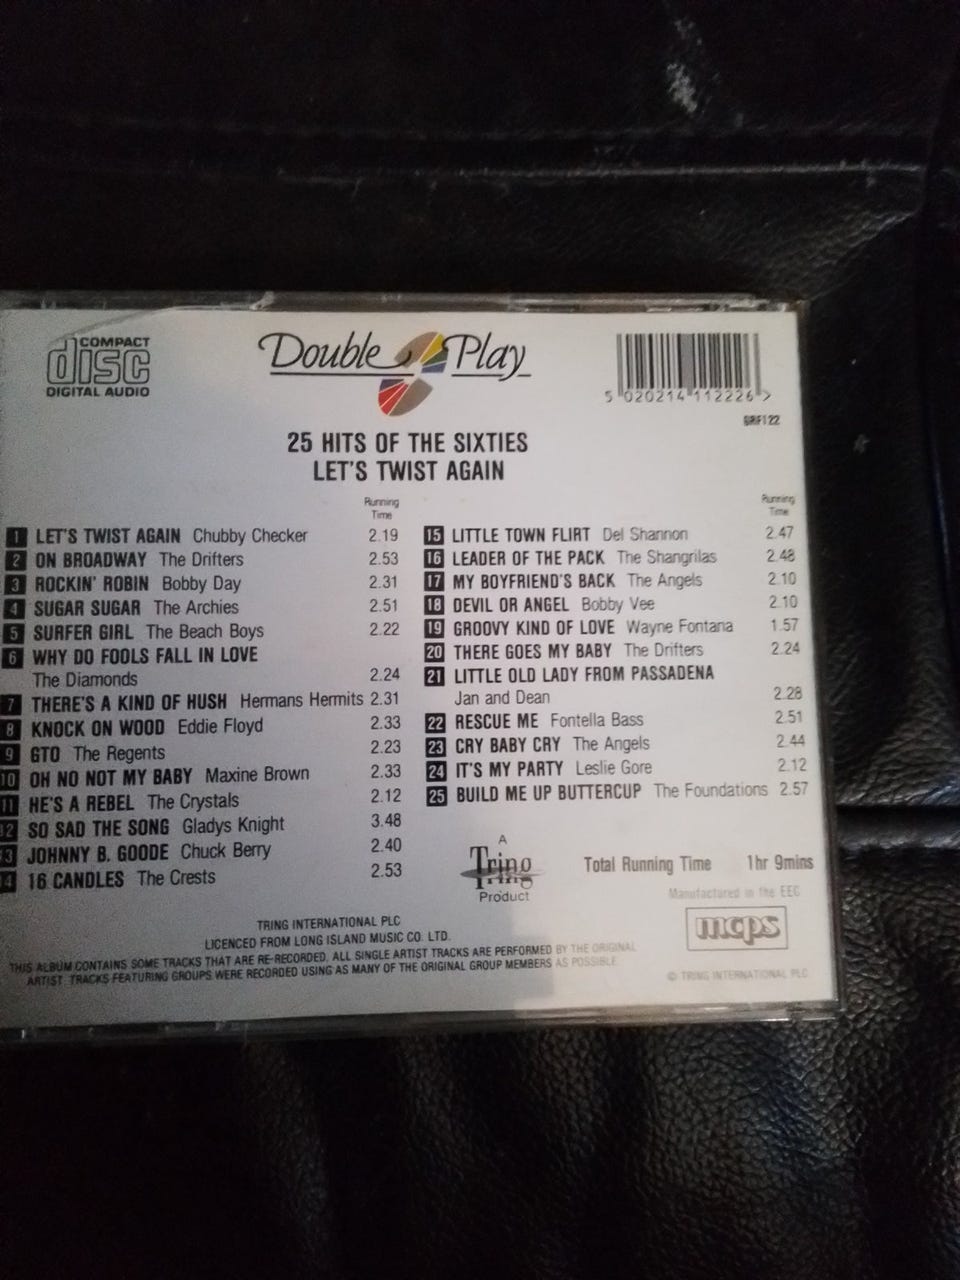 COMPACT
disc
DIGITAL AUDIO
Double Play
5 020214 112226 >
GRF122
25 HITS OF THE SIXTIES
LET'S TWIST AGAIN
Running
Time
1 LET'S TWIST AGAIN Chubby Checker 2.19
2 ON BROADWAY The Drifters 2.53
3 ROCKIN' ROBIN Bobby Day 2.31
4 SUGAR SUGAR The Archies 2.51
5 SURFER GIRL The Beach Boys 2.22
6 WHY DO FOOLS FALL IN LOVE
The Diamonds 2.24
7 THERE'S A KIND OF HUSH Hermans Hermits 2.31
8 KNOCK ON WOOD Eddie Floyd 2.33
9 GTO The Regents 2.23
10 OH NO NOT MY BABY Maxine Brown 2.33
11 HE'S A REBEL The Crystals 2.12
12 SO SAD THE SONG Gladys Knight 3.48
13 JOHNNY B. GOODE Chuck Berry 2.40
14 16 CANDLES The Crests 2.53
Running
Time
15 LITTLE TOWN FLIRT Del Shannon 2.47
16 LEADER OF THE PACK The Shangrilas 2.48
17 MY BOYFRIEND'S BACK The Angels 2.10
18 DEVIL OR ANGEL Bobby Vee 2.10
19 GROOVY KIND OF LOVE Wayne Fontana 1.57
20 THERE GOES MY BABY The Drifters 2.24
21 LITTLE OLD LADY FROM PASSADENA
Jan and Dean 2.28
22 RESCUE ME Fontella Bass 2.51
23 CRY BABY CRY The Angels 2.44
24 IT'S MY PARTY Leslie Gore 2.12
25 BUILD ME UP BUTTERCUP The Foundations 2.57
A
Tring
Product
Total Running Time 1hr 9mins
Manufactured in the EEC
mcps
TRING INTERNATIONAL PLC
LICENCED FROM LONG ISLAND MUSIC CO. LTD.
THIS ALBUM CONTAINS SOME TRACKS THAT ARE RE-RECORDED. ALL SINGLE ARTIST TRACKS ARE PERFORMED BY THE ORIGINAL
ARTIST. TRACKS FEATURING GROUPS WERE RECORDED USING AS MANY OF THE ORIGINAL GROUP MEMBERS AS POSSIBLE.
© TRING INTERNATIONAL PLC